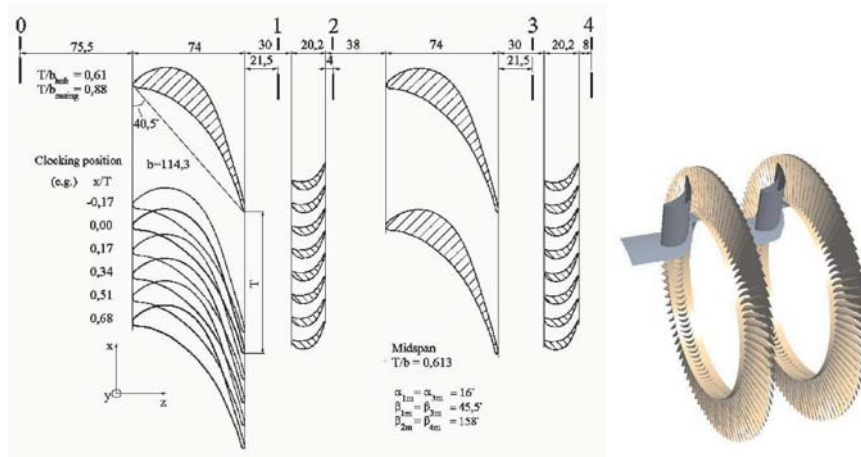 0 1 2 3 4
75,5 74 30 20,2 38 74 30 20,2 8
21,5 4 21,5
T/b_hub = 0,61
T/b_casing = 0,88
40,5°
b=114,3
Clocking position
(e.g.) x/T
-0,17
0,00
0,17
0,34
0,51
0,68
T
x
y z
Midspan
T/b = 0,613
α1m = α3m = 16°
β1m = β3m = 45,5°
β2m = β4m = 158°